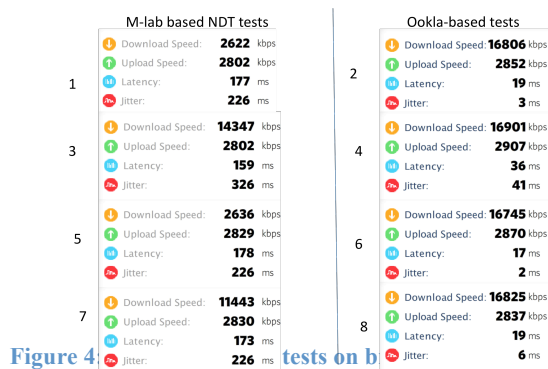 M-lab based NDT tests
1
Download Speed: 2622 kbps
Upload Speed: 2802 kbps
Latency: 177 ms
Jitter: 226 ms
3
Download Speed: 14347 kbps
Upload Speed: 2802 kbps
Latency: 159 ms
Jitter: 326 ms
5
Download Speed: 2636 kbps
Upload Speed: 2829 kbps
Latency: 178 ms
Jitter: 226 ms
7
Download Speed: 11443 kbps
Upload Speed: 2830 kbps
Latency: 173 ms
Jitter: 226 ms
Ookla-based tests
2
Download Speed: 16806 kbps
Upload Speed: 2852 kbps
Latency: 19 ms
Jitter: 3 ms
4
Download Speed: 16901 kbps
Upload Speed: 2907 kbps
Latency: 36 ms
Jitter: 41 ms
6
Download Speed: 16745 kbps
Upload Speed: 2870 kbps
Latency: 17 ms
Jitter: 2 ms
8
Download Speed: 16825 kbps
Upload Speed: 2837 kbps
Latency: 19 ms
Jitter: 6 ms
Figure 4: tests on b